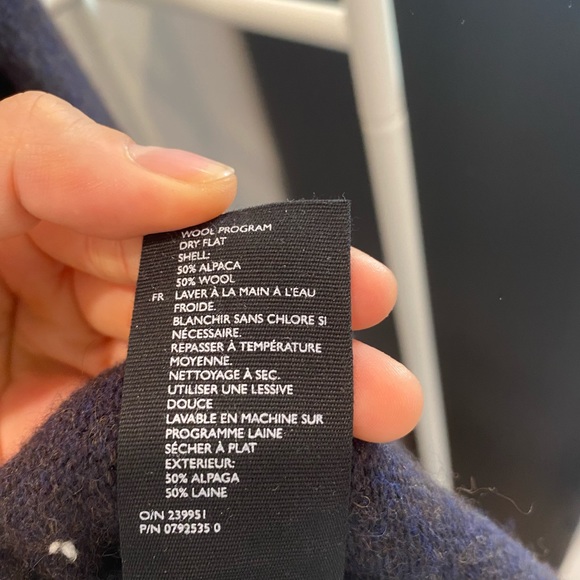 WOOL PROGRAM
DRY FLAT
SHELL:
50% ALPACA
50% WOOL
FR LAVER À LA MAIN À L'EAU
FROIDE.
BLANCHIR SANS CHLORE SI
NÉCESSAIRE.
REPASSER À TEMPÉRATURE
MOYENNE.
NETTOYAGE À SEC.
UTILISER UNE LESSIVE
DOUCE
LAVABLE EN MACHINE SUR
PROGRAMME LAINE
SÉCHER À PLAT
EXTERIEUR:
50% ALPAGA
50% LAINE
O/N 239951
P/N 0792535 0